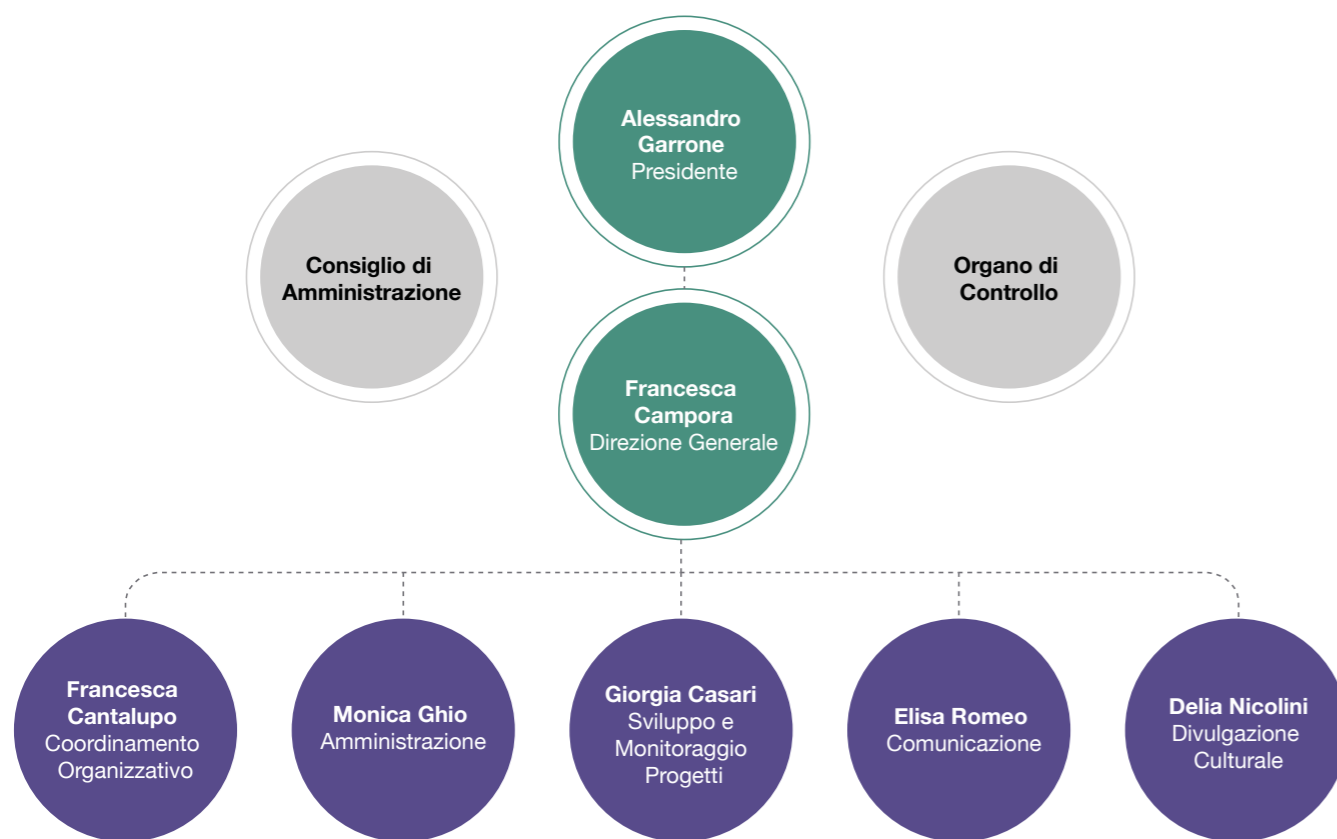 Alessandro
Garrone
Presidente
Consiglio di
Amministrazione
Organo di
Controllo
Francesca
Campora
Direzione Generale
Francesca
Cantalupo
Coordinamento
Organizzativo
Monica Ghio
Amministrazione
Giorgia Casari
Sviluppo e
Monitoraggio
Progetti
Elisa Romeo
Comunicazione
Delia Nicolini
Divulgazione
Culturale